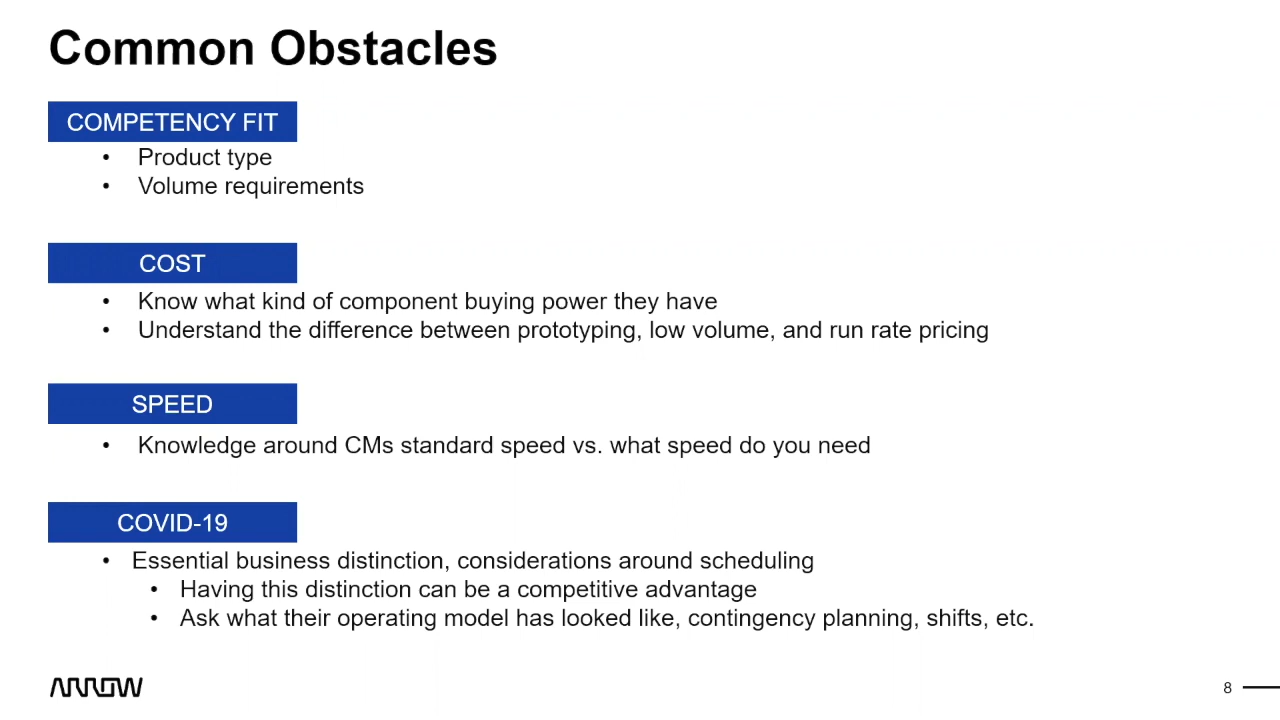 Common Obstacles
COMPETENCY FIT
• Product type
• Volume requirements
COST
• Know what kind of component buying power they have
• Understand the difference between prototyping, low volume, and run rate pricing
SPEED
• Knowledge around CMs standard speed vs. what speed do you need
COVID-19
• Essential business distinction, considerations around scheduling
• Having this distinction can be a competitive advantage
• Ask what their operating model has looked like, contingency planning, shifts, etc.
ARROW
8